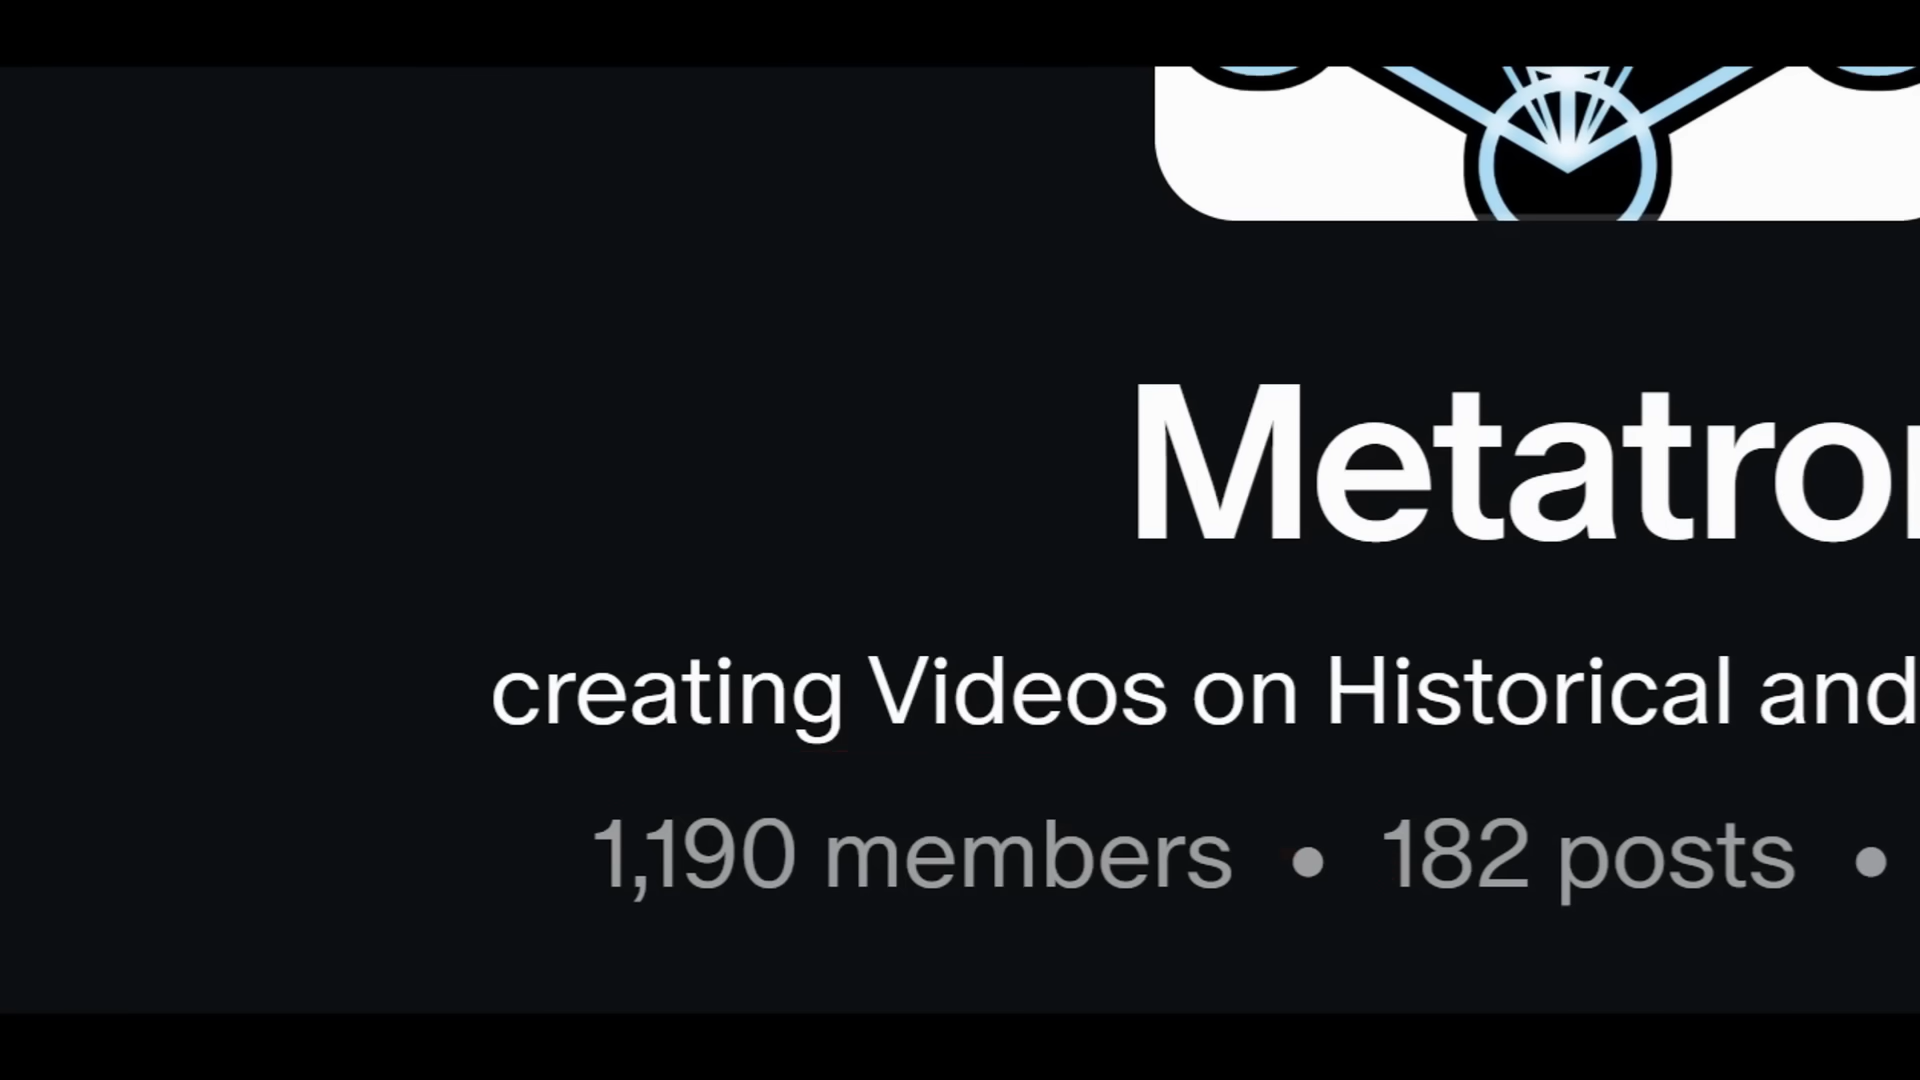 Metatron
creating Videos on Historical and
1,190 members • 182 posts •